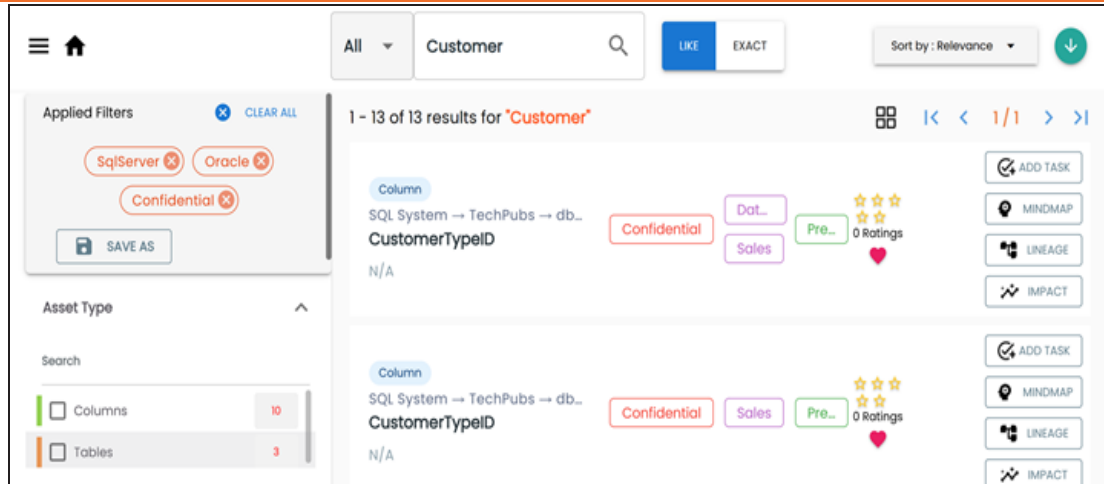 All Customer LIKE EXACT Sort by : Relevance
Applied Filters CLEAR ALL
SqlServer Oracle
Confidential
SAVE AS
Asset Type
Search
Columns 10
Tables 3
1 - 13 of 13 results for "Customer" 1/1
Column
SQL System → TechPubs → db...
CustomerTypeID
N/A
Confidential
Dat...
Sales
Pre...
0 Ratings
ADD TASK
MINDMAP
LINEAGE
IMPACT
Column
SQL System → TechPubs → db...
CustomerTypeID
N/A
Confidential
Sales
Pre...
0 Ratings
ADD TASK
MINDMAP
LINEAGE
IMPACT